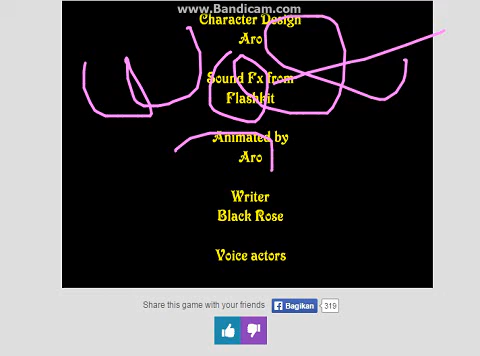 www.Bandicam.com
Character Design
Aro
Sound Fx from
Flashkit
Animated by
Aro
Writer
Black Rose
Voice actors
Share this game with your friends
Bagikan
319